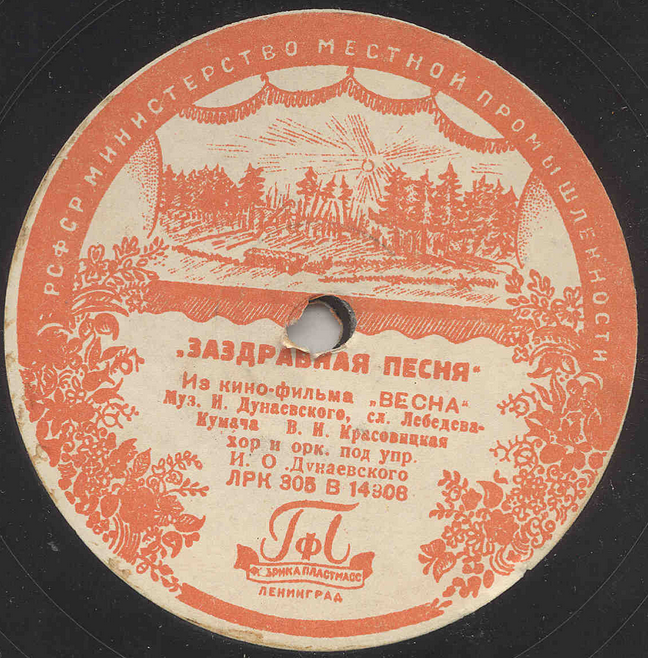 РСФСР МИНИСТЕРСТВО МЕСТНОЙ ПРОМЫШЛЕННОСТИ
„ЗАЗДРАВНАЯ ПЕСНЯ“
Из кино-фильма „ВЕСНА“
Муз. И. Дунаевского, сл. Лебедева-
Кумача В. И. Красовицкая
хор и орк. под упр.
И. О. Дунаевского
ЛРК 305 В 14908
ГФП
ФАБРИКА ПЛАСТМАСС
ЛЕНИНГРАД